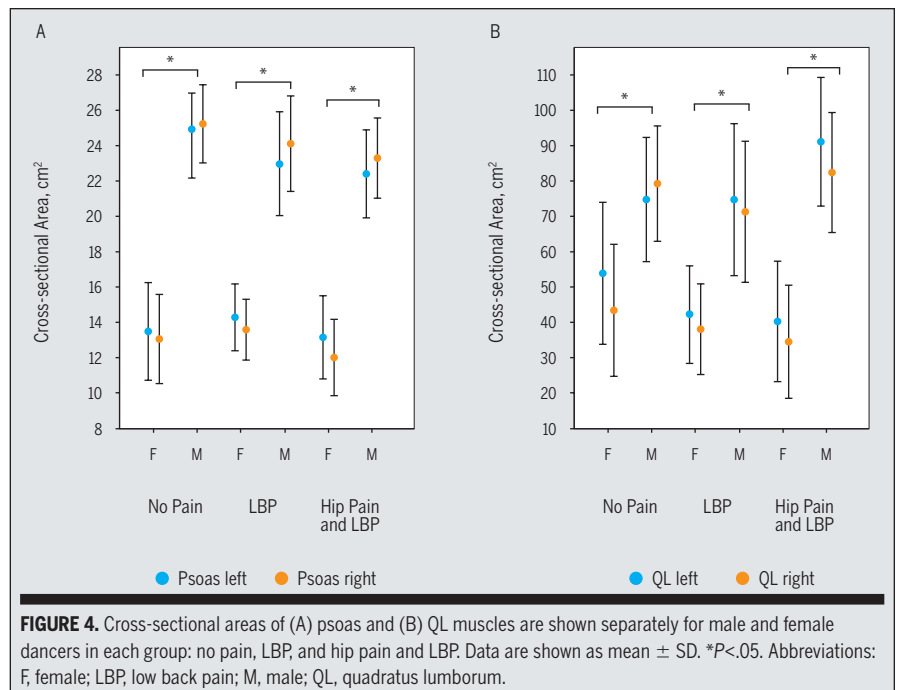 A
B
Cross-sectional Area, cm²
28
26
24
22
20
18
16
14
12
10
8
*
*
*
F M F M F M
No Pain
LBP
Hip Pain
and LBP
Psoas left
Psoas right
Cross-sectional Area, cm²
110
100
90
80
70
60
50
40
30
20
10
*
*
*
F M F M F M
No Pain
LBP
Hip Pain
and LBP
QL left
QL right
FIGURE 4. Cross-sectional areas of (A) psoas and (B) QL muscles are shown separately for male and female
dancers in each group: no pain, LBP, and hip pain and LBP. Data are shown as mean ± SD. *P<.05. Abbreviations:
F, female; LBP, low back pain; M, male; QL, quadratus lumborum.